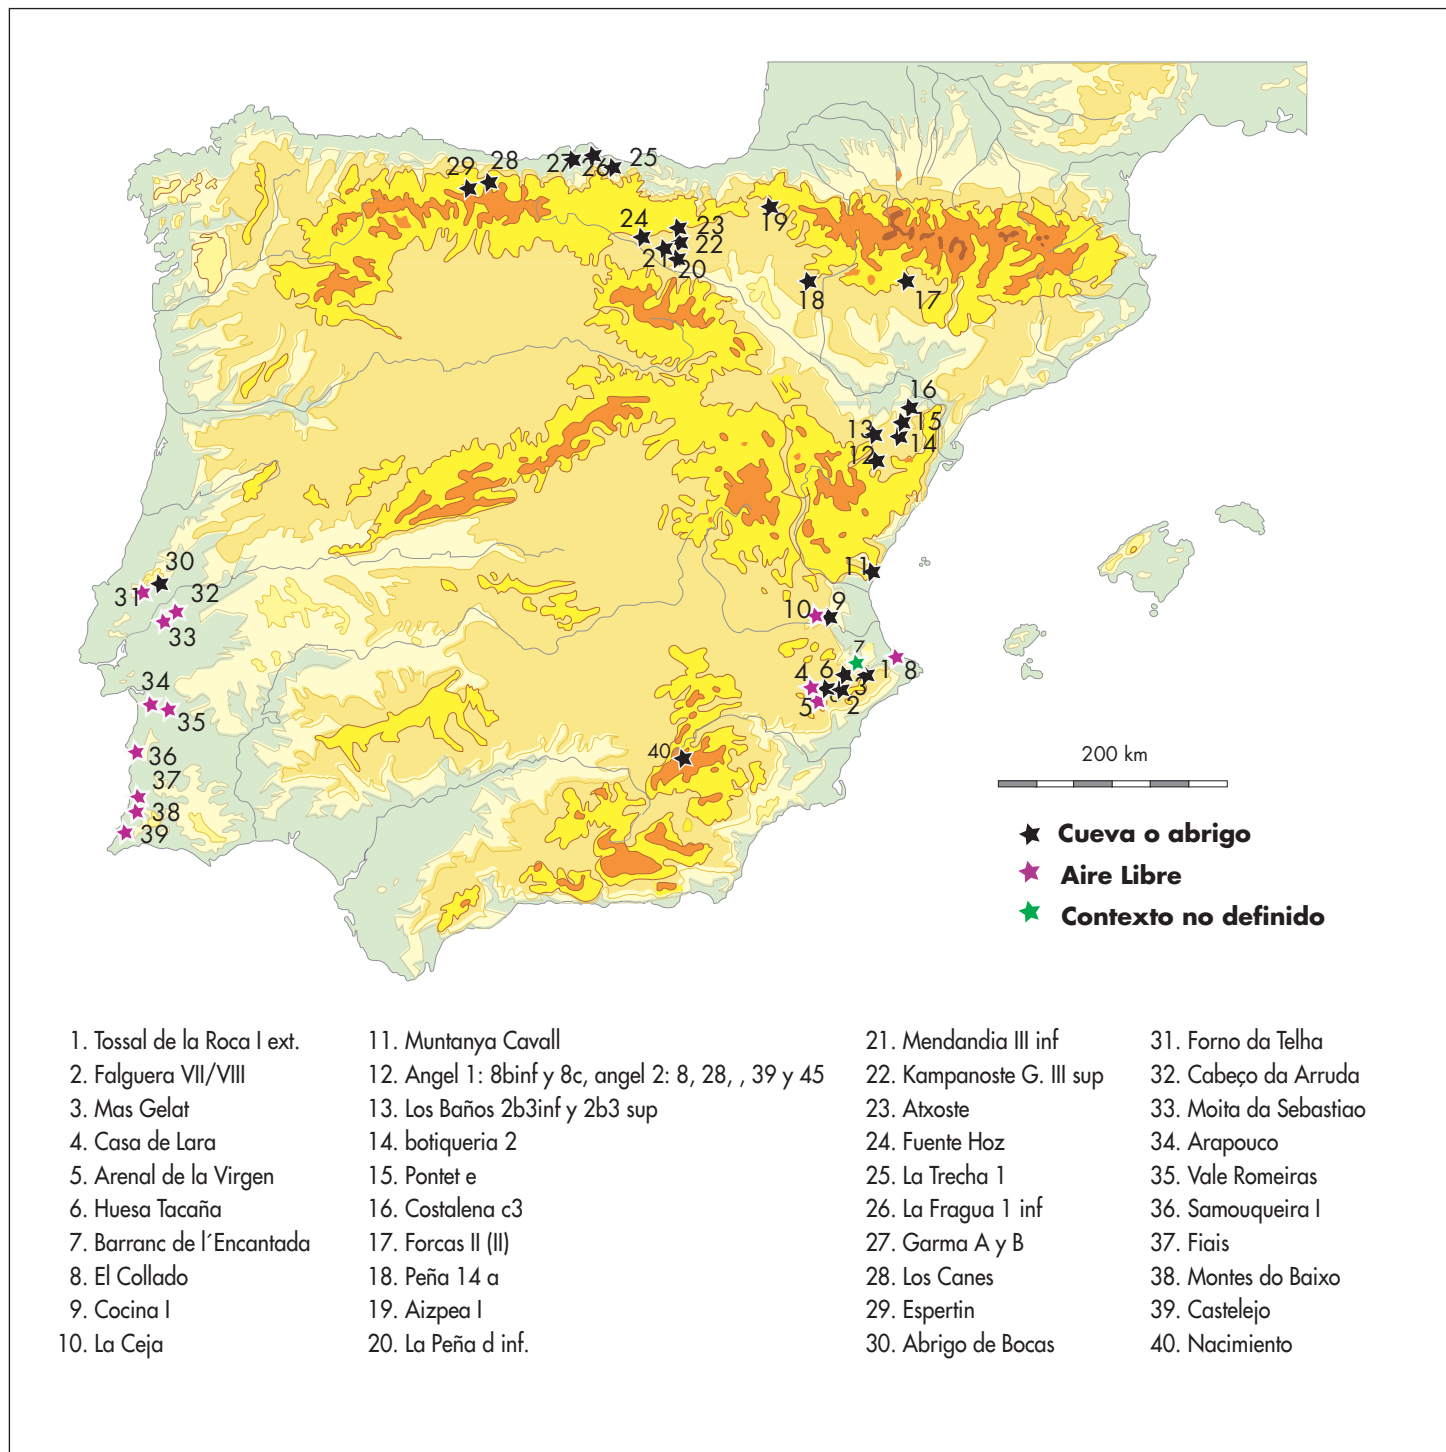 29
28
27
26
25
24
23
22
21
20
19
18
17
16
15
14
13
12
11
10
9
8
7
6
5
4
3
2
1
30
31
32
33
34
35
36
37
38
39
40
200 km
Cueva o abrigo
Aire Libre
Contexto no definido
1. Tossal de la Roca I ext.
2. Falguera VII/VIII
3. Mas Gelat
4. Casa de Lara
5. Arenal de la Virgen
6. Huesa Tacaña
7. Barranc de l´Encantada
8. El Collado
9. Cocina I
10. La Ceja
11. Muntanya Cavall
12. Angel 1: 8binf y 8c, angel 2: 8, 28, , 39 y 45
13. Los Baños 2b3inf y 2b3 sup
14. botiqueria 2
15. Pontet e
16. Costalena c3
17. Forcas II (II)
18. Peña 14 a
19. Aizpea I
20. La Peña d inf.
21. Mendandia III inf
22. Kampanoste G. III sup
23. Atxoste
24. Fuente Hoz
25. La Trecha 1
26. La Fragua 1 inf
27. Garma A y B
28. Los Canes
29. Espertin
30. Abrigo de Bocas
31. Forno da Telha
32. Cabeço da Arruda
33. Moita da Sebastiao
34. Arapouco
35. Vale Romeiras
36. Samouqueira I
37. Fiais
38. Montes do Baixo
39. Castelejo
40. Nacimiento